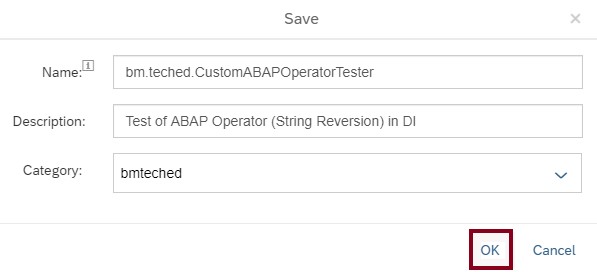 Save ×
Name: i bm.teched.CustomABAPOperatorTester
Description: Test of ABAP Operator (String Reversion) in DI
Category: bmteched
OK Cancel